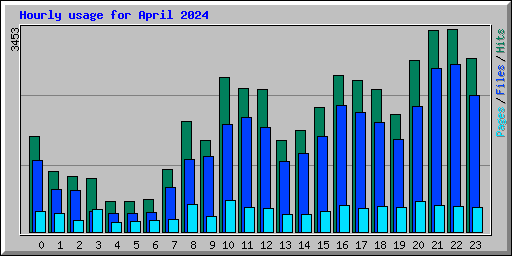 Hourly usage for April 2024
3453
Pages/Files/Hits
0 1 2 3 4 5 6 7 8 9 10 11 12 13 14 15 16 17 18 19 20 21 22 23